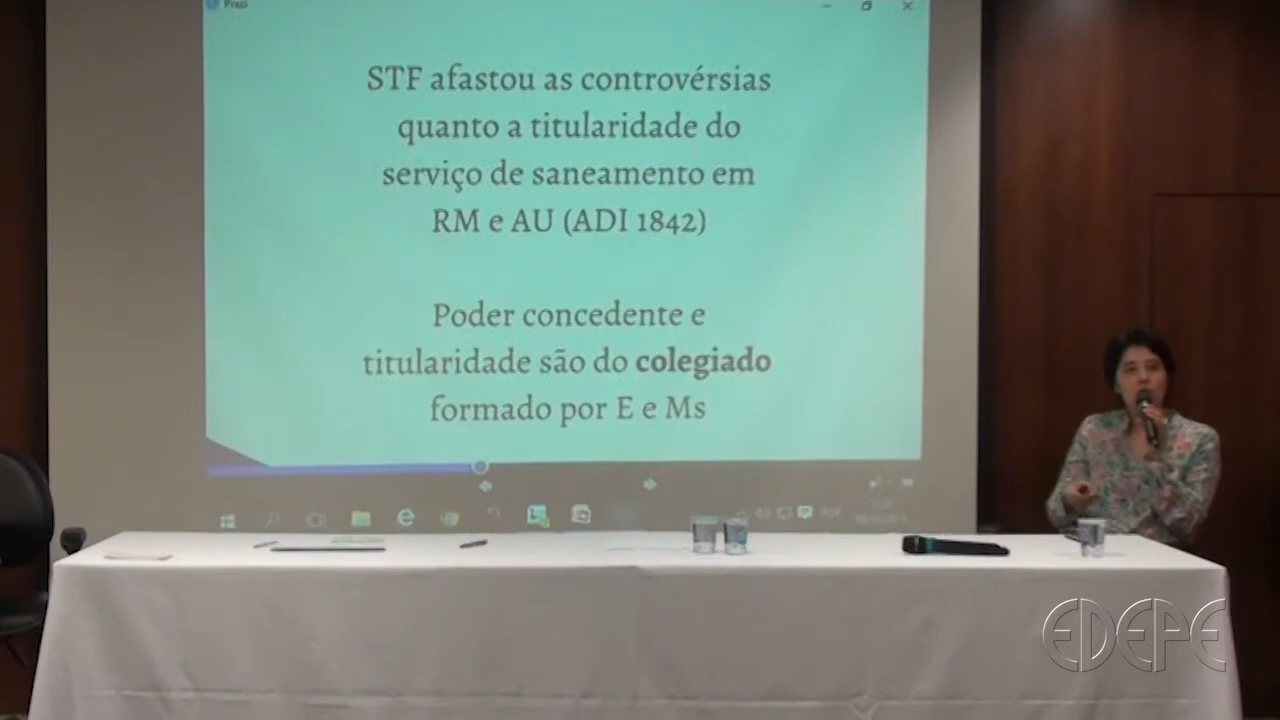 Prezi
STF afastou as controvérsias
quanto a titularidade do
serviço de saneamento em
RM e AU (ADI 1842)
Poder concedente e
titularidade são do colegiado
formado por E e Ms
EDEPE